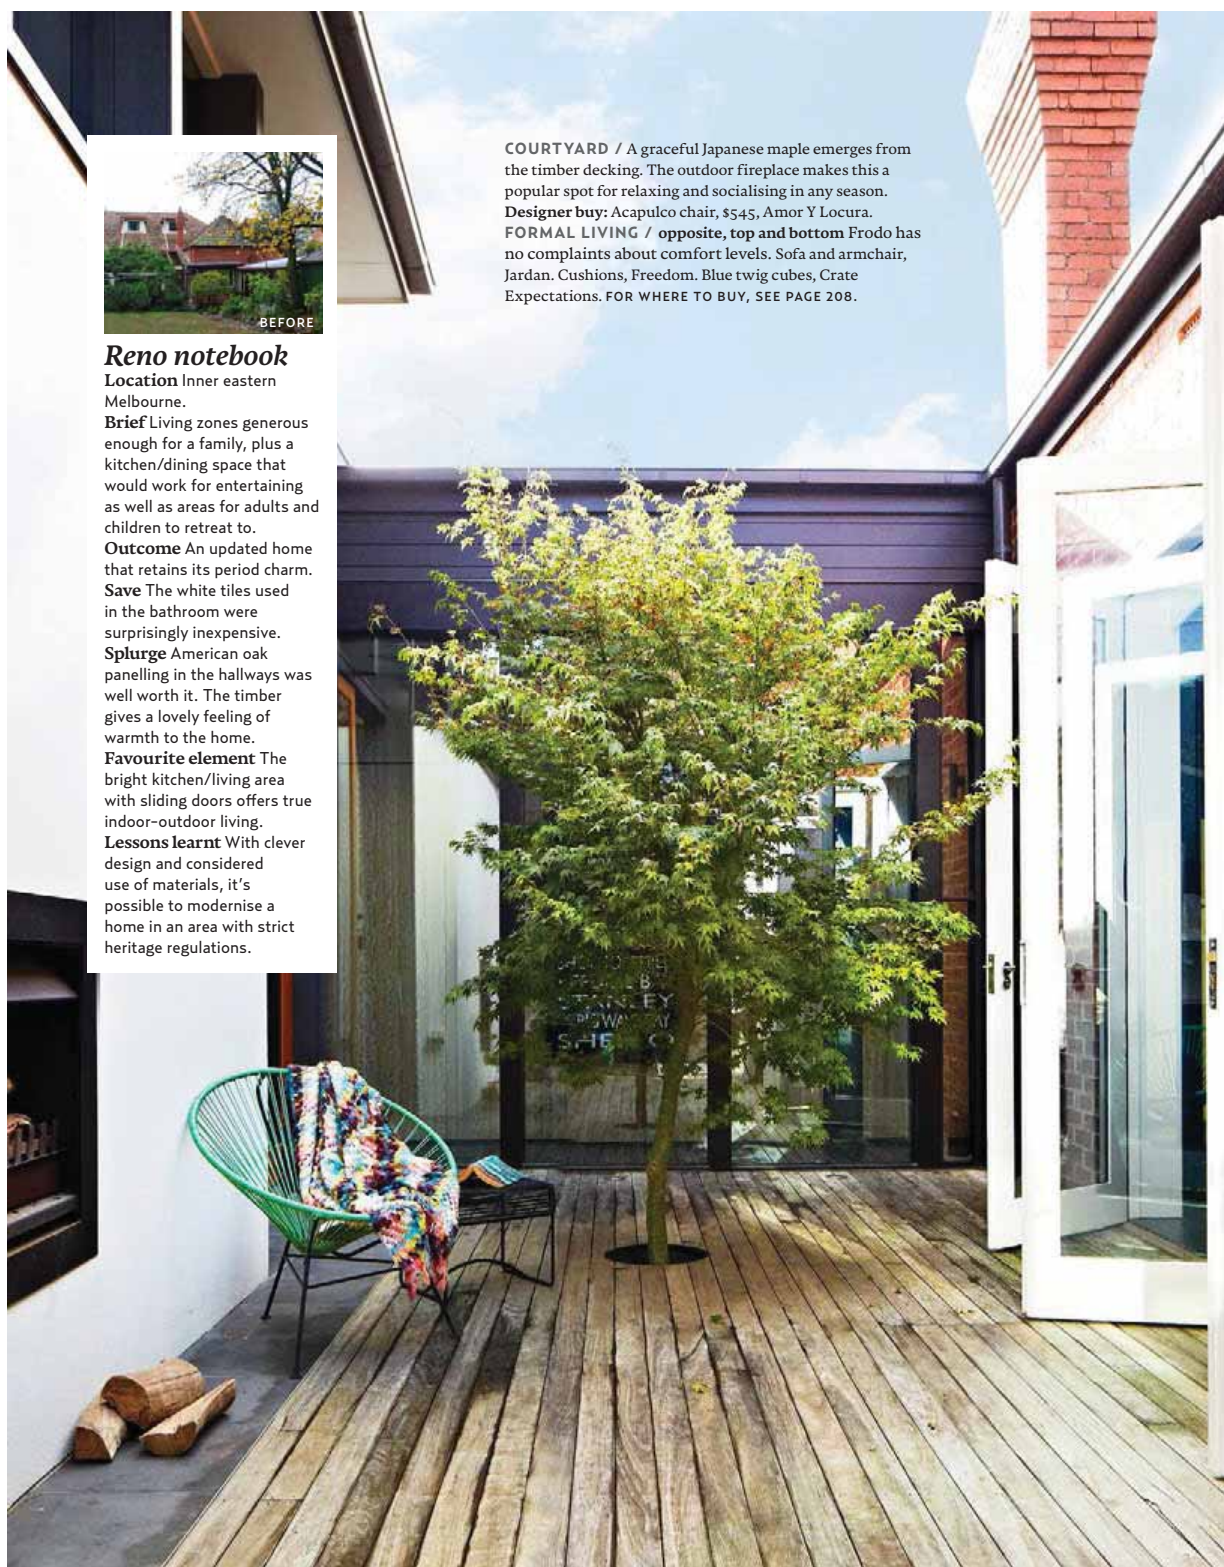 COURTYARD / A graceful Japanese maple emerges from
the timber decking. The outdoor fireplace makes this a
popular spot for relaxing and socialising in any season.
Designer buy: Acapulco chair, $545, Amor Y Locura.
FORMAL LIVING / opposite, top and bottom Frodo has
no complaints about comfort levels. Sofa and armchair,
Jardan. Cushions, Freedom. Blue twig cubes, Crate
Expectations. FOR WHERE TO BUY, SEE PAGE 208.
BEFORE
Reno notebook
Location Inner eastern
Melbourne.
Brief Living zones generous
enough for a family, plus a
kitchen/dining space that
would work for entertaining
as well as areas for adults and
children to retreat to.
Outcome An updated home
that retains its period charm.
Save The white tiles used
in the bathroom were
surprisingly inexpensive.
Splurge American oak
panelling in the hallways was
well worth it. The timber
gives a lovely feeling of
warmth to the home.
Favourite element The
bright kitchen/living area
with sliding doors offers true
indoor-outdoor living.
Lessons learnt With clever
design and considered
use of materials, it's
possible to modernise a
home in an area with strict
heritage regulations.